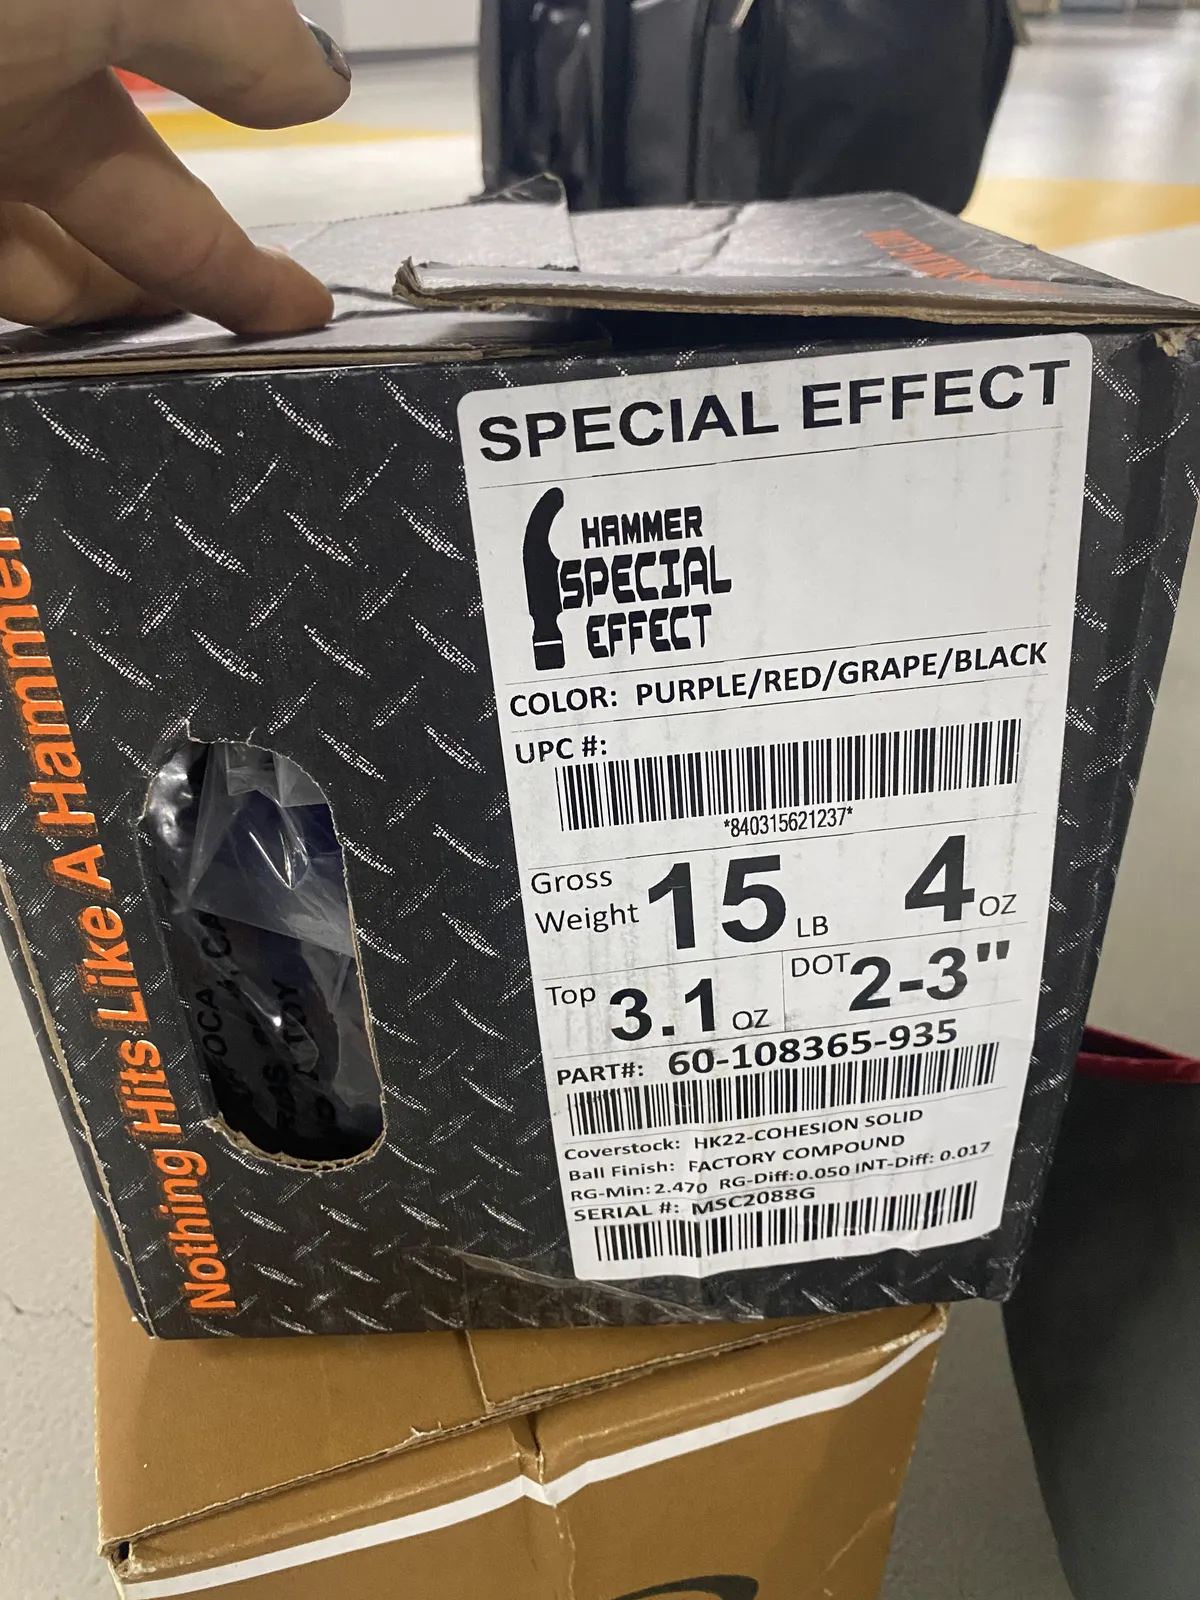 SPECIAL EFFECT
HAMMER
SPECIAL
EFFECT
COLOR: PURPLE/RED/GRAPE/BLACK
UPC #:
*840315621237*
Gross Weight 15 LB 4 OZ
Top 3.1 OZ DOT 2-3"
PART#: 60-108365-935
Coverstock: HK22-COHESION SOLID
Ball Finish: FACTORY COMPOUND
RG-Min: 2.470 RG-Diff: 0.050 INT-Diff: 0.017
SERIAL #: MSC2088G
Nothing Hits Like A Hammer.